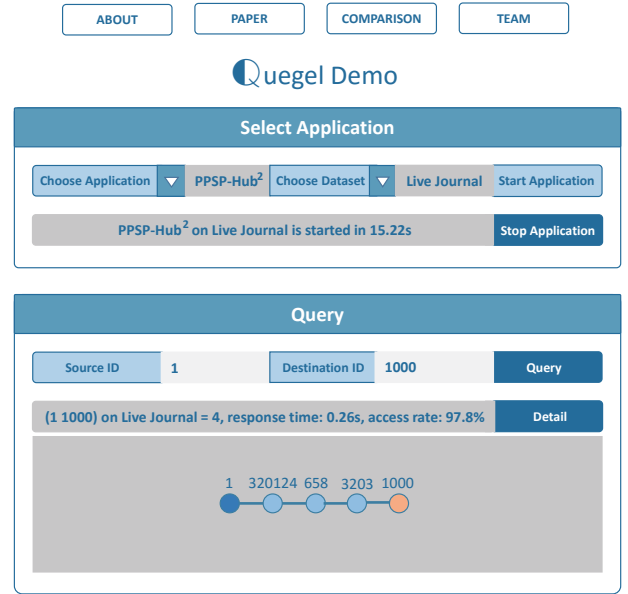 ABOUT PAPER COMPARISON TEAM
Quegel Demo
Select Application
Choose Application PPSP-Hub² Choose Dataset Live Journal Start Application
PPSP-Hub² on Live Journal is started in 15.22s Stop Application
Query
Source ID 1 Destination ID 1000 Query
(1 1000) on Live Journal = 4, response time: 0.26s, access rate: 97.8% Detail
1 320124 658 3203 1000